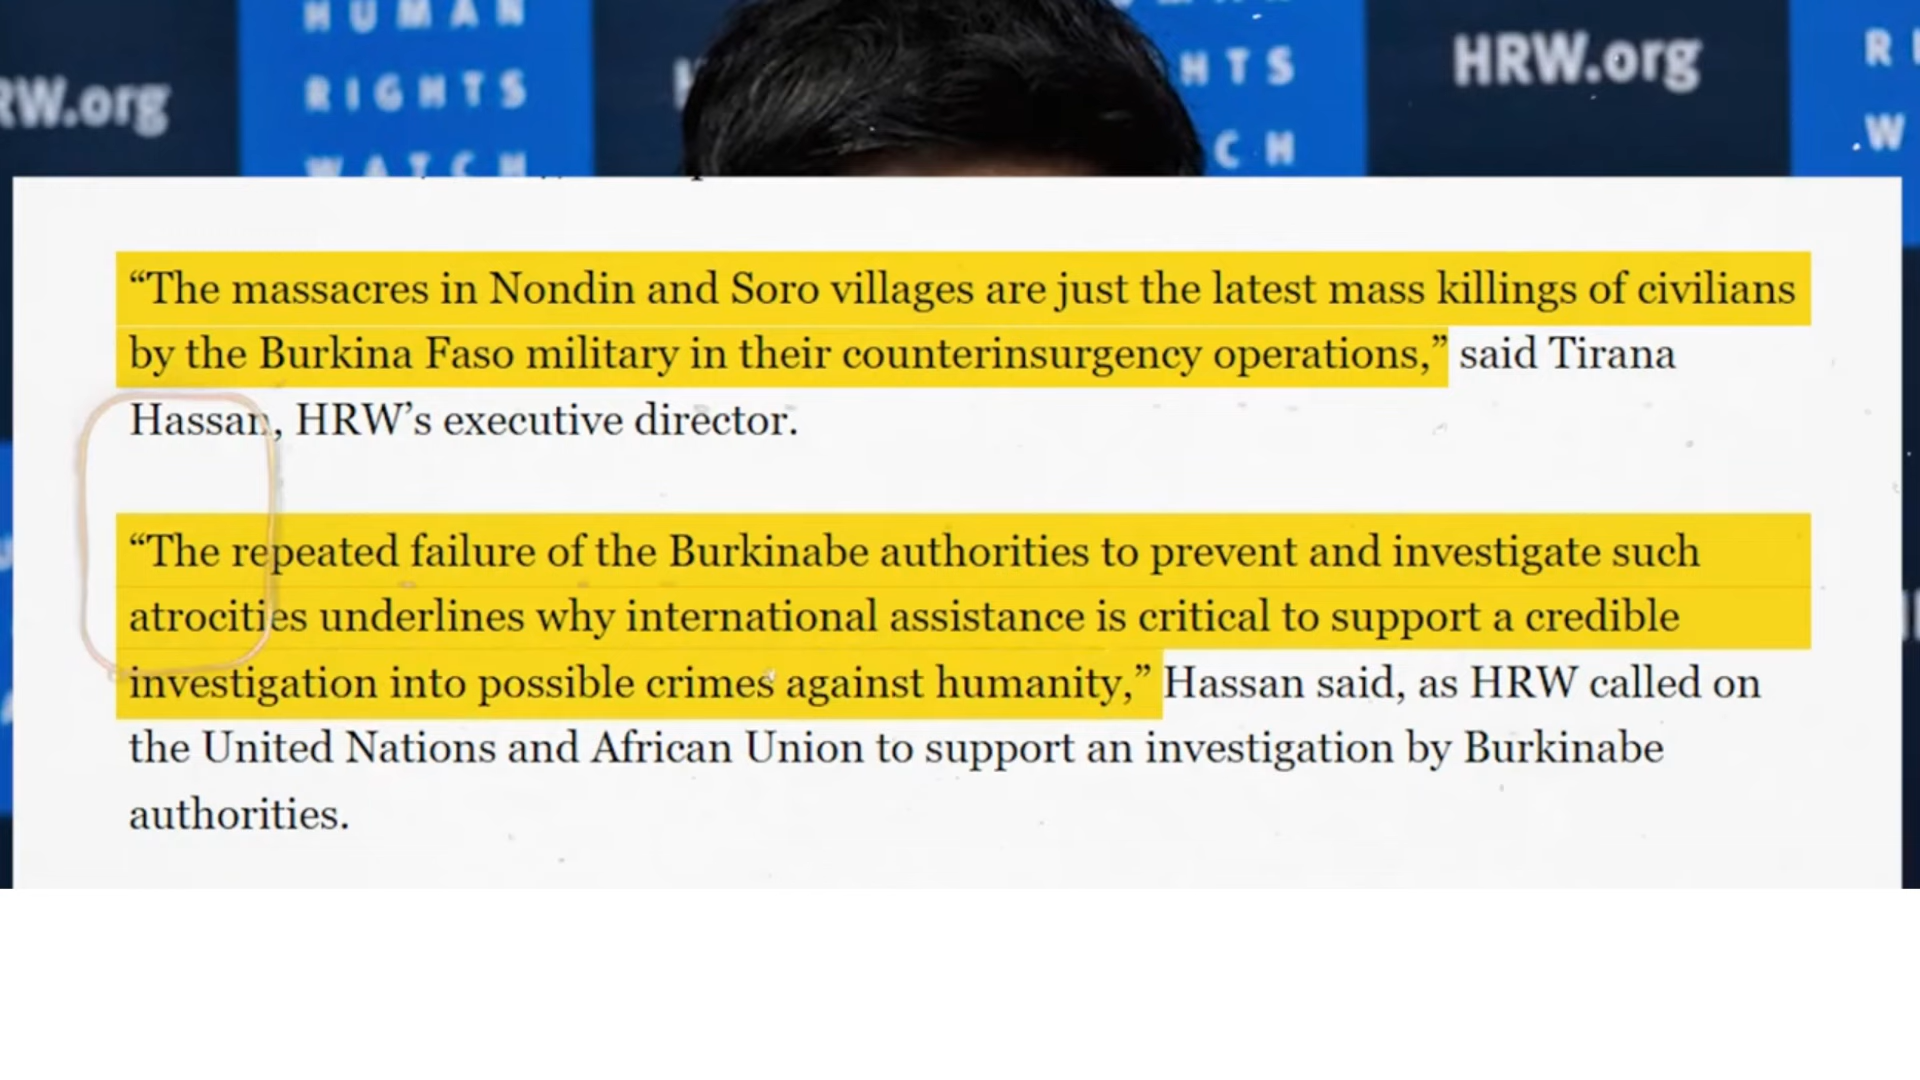 HUMAN
RIGHTS
WATCH
RW.org
HTS
CH
HRW.org
“The massacres in Nondin and Soro villages are just the latest mass killings of civilians
by the Burkina Faso military in their counterinsurgency operations,” said Tirana
Hassan, HRW’s executive director.
“The repeated failure of the Burkinabe authorities to prevent and investigate such
atrocities underlines why international assistance is critical to support a credible
investigation into possible crimes against humanity,” Hassan said, as HRW called on
the United Nations and African Union to support an investigation by Burkinabe
authorities.